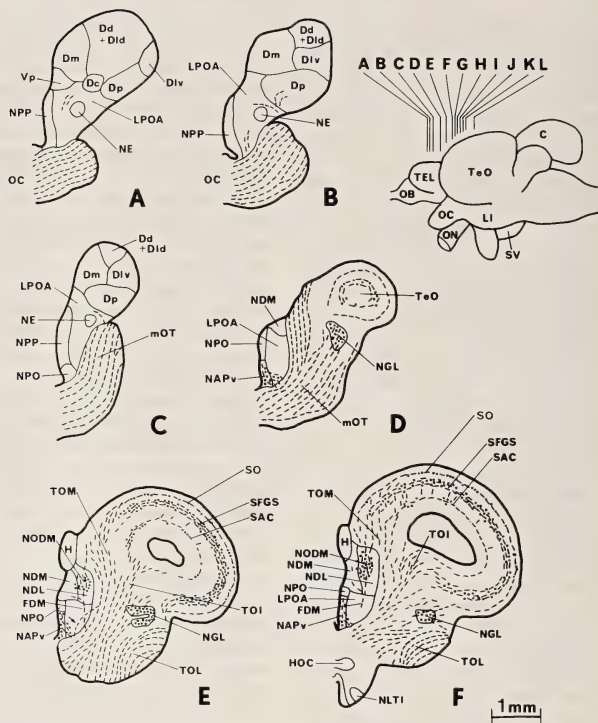 Dd
+Dld
Dm
Vp
Dc
Dp
Dlv
NPP
LPOA
NE
OC
A
Dd
+Dld
Dm
Dlv
LPOA
Dp
NPP
NE
OC
B
A B C D E F G H I J K L
C
TEL
TeO
OB
OC
LI
ON
SV
Dd
+Dld
Dm
Dlv
LPOA
Dp
NE
NPP
mOT
NPO
C
NDM
TeO
LPOA
NPO
NGL
NAPv
mOT
D
SO
TOM
SFGS
SAC
NODM
H
NDM
NDL
FDM
TOI
NPO
NGL
NAPv
TOL
E
SO
SFGS
SAC
TOM
TOI
H
NODM
NDM
NDL
NPO
LPOA
FDM
NAPv
NGL
HOC
TOL
NLTI
F
1mm